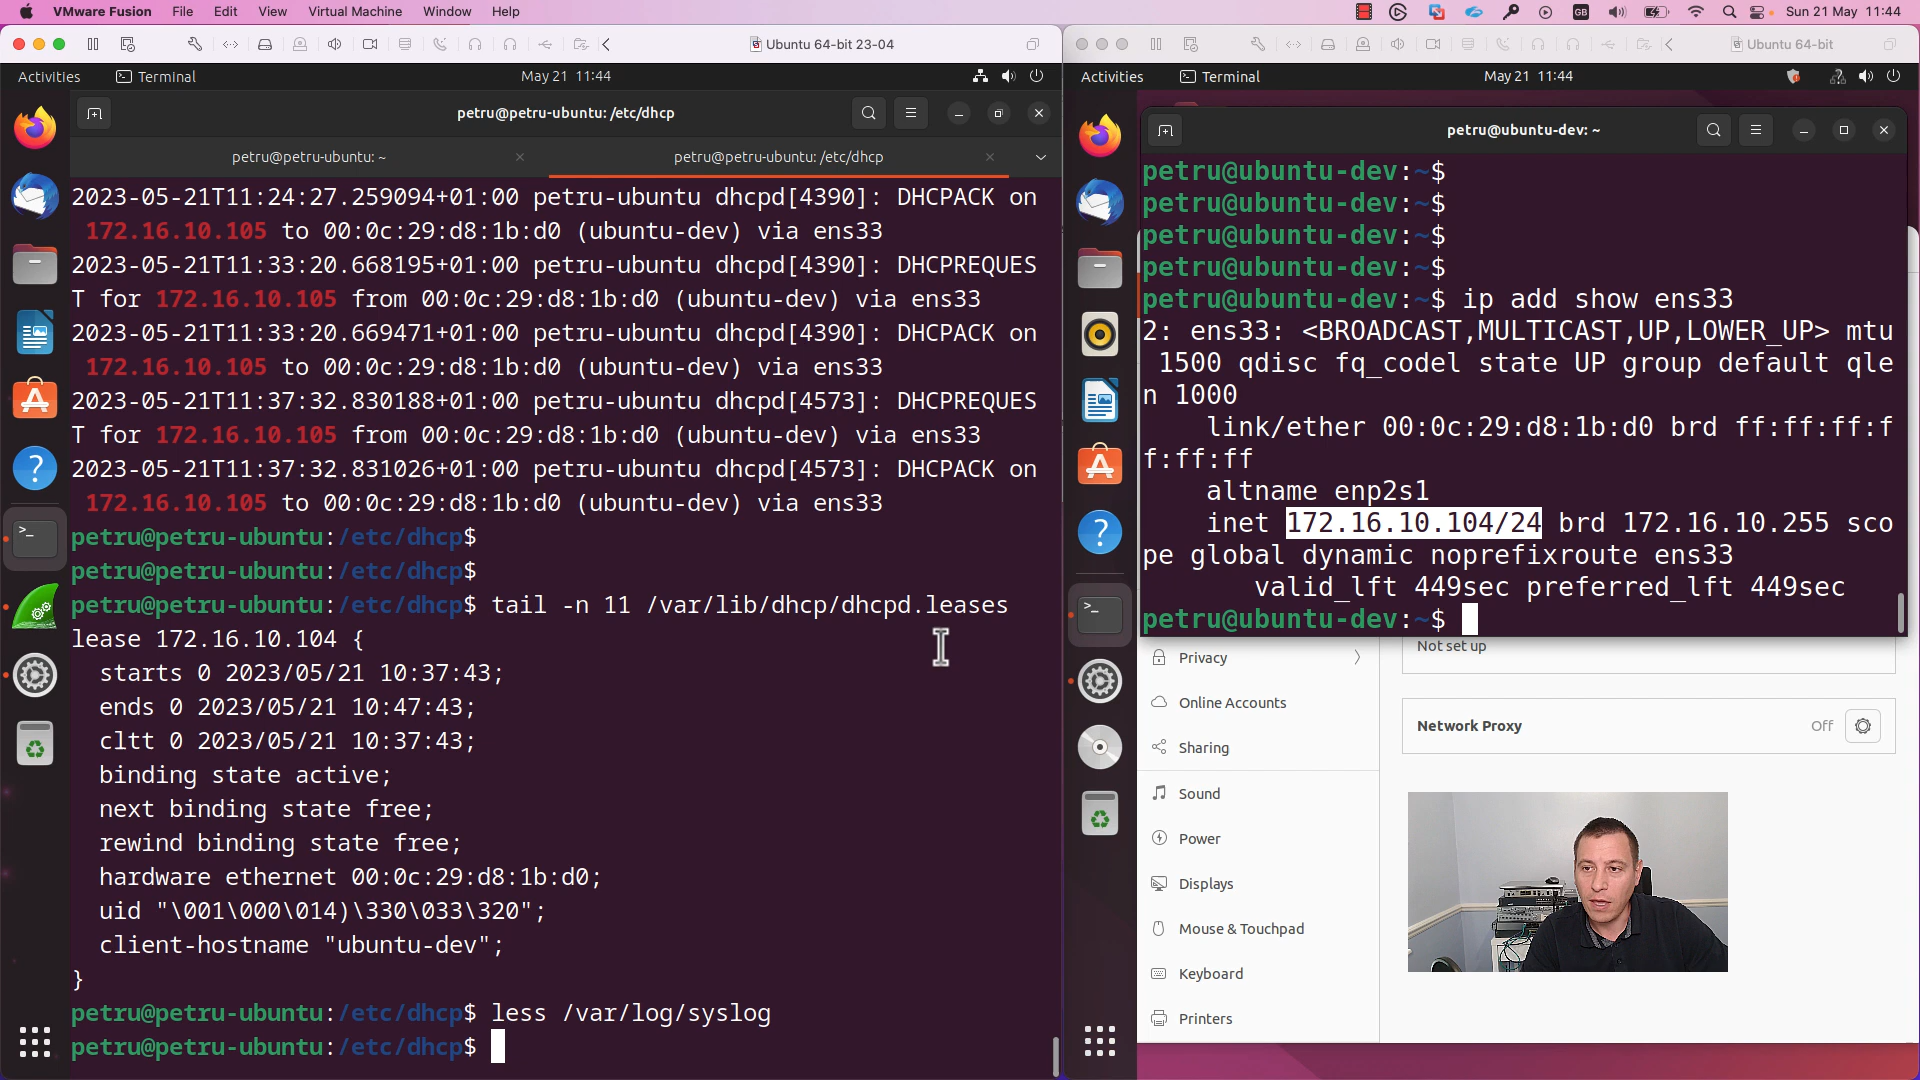 VMware Fusion File Edit View Virtual Machine Window Help
GB Sun 21 May 11:44
Ubuntu 64-bit 23-04
Activities Terminal May 21 11:44
petru@petru-ubuntu: /etc/dhcp
petru@petru-ubuntu: ~ petru@petru-ubuntu: /etc/dhcp
2023-05-21T11:24:27.259094+01:00 petru-ubuntu dhcpd[4390]: DHCPACK on
172.16.10.105 to 00:0c:29:d8:1b:d0 (ubuntu-dev) via ens33
2023-05-21T11:33:20.668195+01:00 petru-ubuntu dhcpd[4390]: DHCPREQUES
T for 172.16.10.105 from 00:0c:29:d8:1b:d0 (ubuntu-dev) via ens33
2023-05-21T11:33:20.669471+01:00 petru-ubuntu dhcpd[4390]: DHCPACK on
172.16.10.105 to 00:0c:29:d8:1b:d0 (ubuntu-dev) via ens33
2023-05-21T11:37:32.830188+01:00 petru-ubuntu dhcpd[4573]: DHCPREQUES
T for 172.16.10.105 from 00:0c:29:d8:1b:d0 (ubuntu-dev) via ens33
2023-05-21T11:37:32.831026+01:00 petru-ubuntu dhcpd[4573]: DHCPACK on
172.16.10.105 to 00:0c:29:d8:1b:d0 (ubuntu-dev) via ens33
petru@petru-ubuntu:/etc/dhcp$
petru@petru-ubuntu:/etc/dhcp$
petru@petru-ubuntu:/etc/dhcp$ tail -n 11 /var/lib/dhcp/dhcpd.leases
lease 172.16.10.104 {
starts 0 2023/05/21 10:37:43;
ends 0 2023/05/21 10:47:43;
cltt 0 2023/05/21 10:37:43;
binding state active;
next binding state free;
rewind binding state free;
hardware ethernet 00:0c:29:d8:1b:d0;
uid "\001\000\014)\330\033\320";
client-hostname "ubuntu-dev";
}
petru@petru-ubuntu:/etc/dhcp$ less /var/log/syslog
petru@petru-ubuntu:/etc/dhcp$
Ubuntu 64-bit
Activities Terminal May 21 11:44
petru@ubuntu-dev: ~
petru@ubuntu-dev:~$
petru@ubuntu-dev:~$
petru@ubuntu-dev:~$
petru@ubuntu-dev:~$
petru@ubuntu-dev:~$ ip add show ens33
2: ens33: <BROADCAST,MULTICAST,UP,LOWER_UP> mtu
1500 qdisc fq_codel state UP group default qle
n 1000
link/ether 00:0c:29:d8:1b:d0 brd ff:ff:ff:f
f:ff:ff
altname enp2s1
inet 172.16.10.104/24 brd 172.16.10.255 sco
pe global dynamic noprefixroute ens33
valid_lft 449sec preferred_lft 449sec
petru@ubuntu-dev:~$
Privacy
Online Accounts
Sharing
Sound
Power
Displays
Mouse & Touchpad
Keyboard
Printers
Not set up
Network Proxy Off